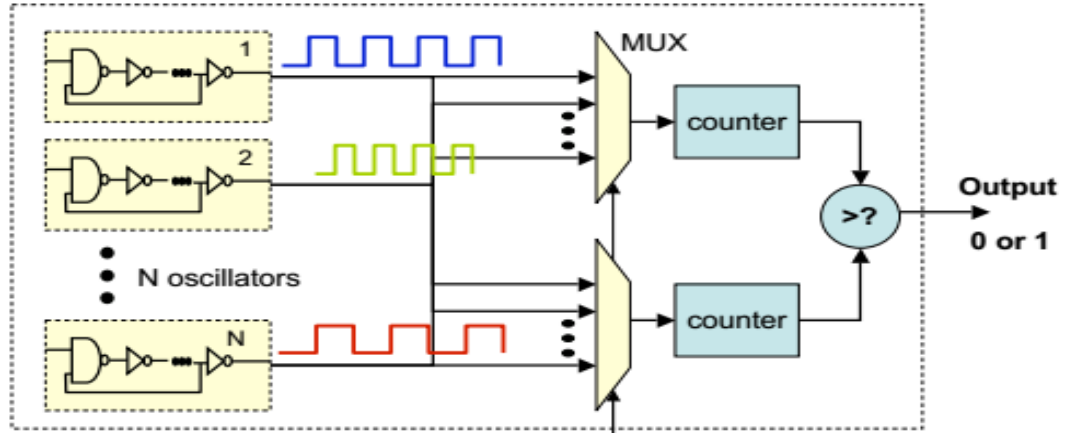 1
MUX
counter
2
>?
Output
0 or 1
N oscillators
N
counter